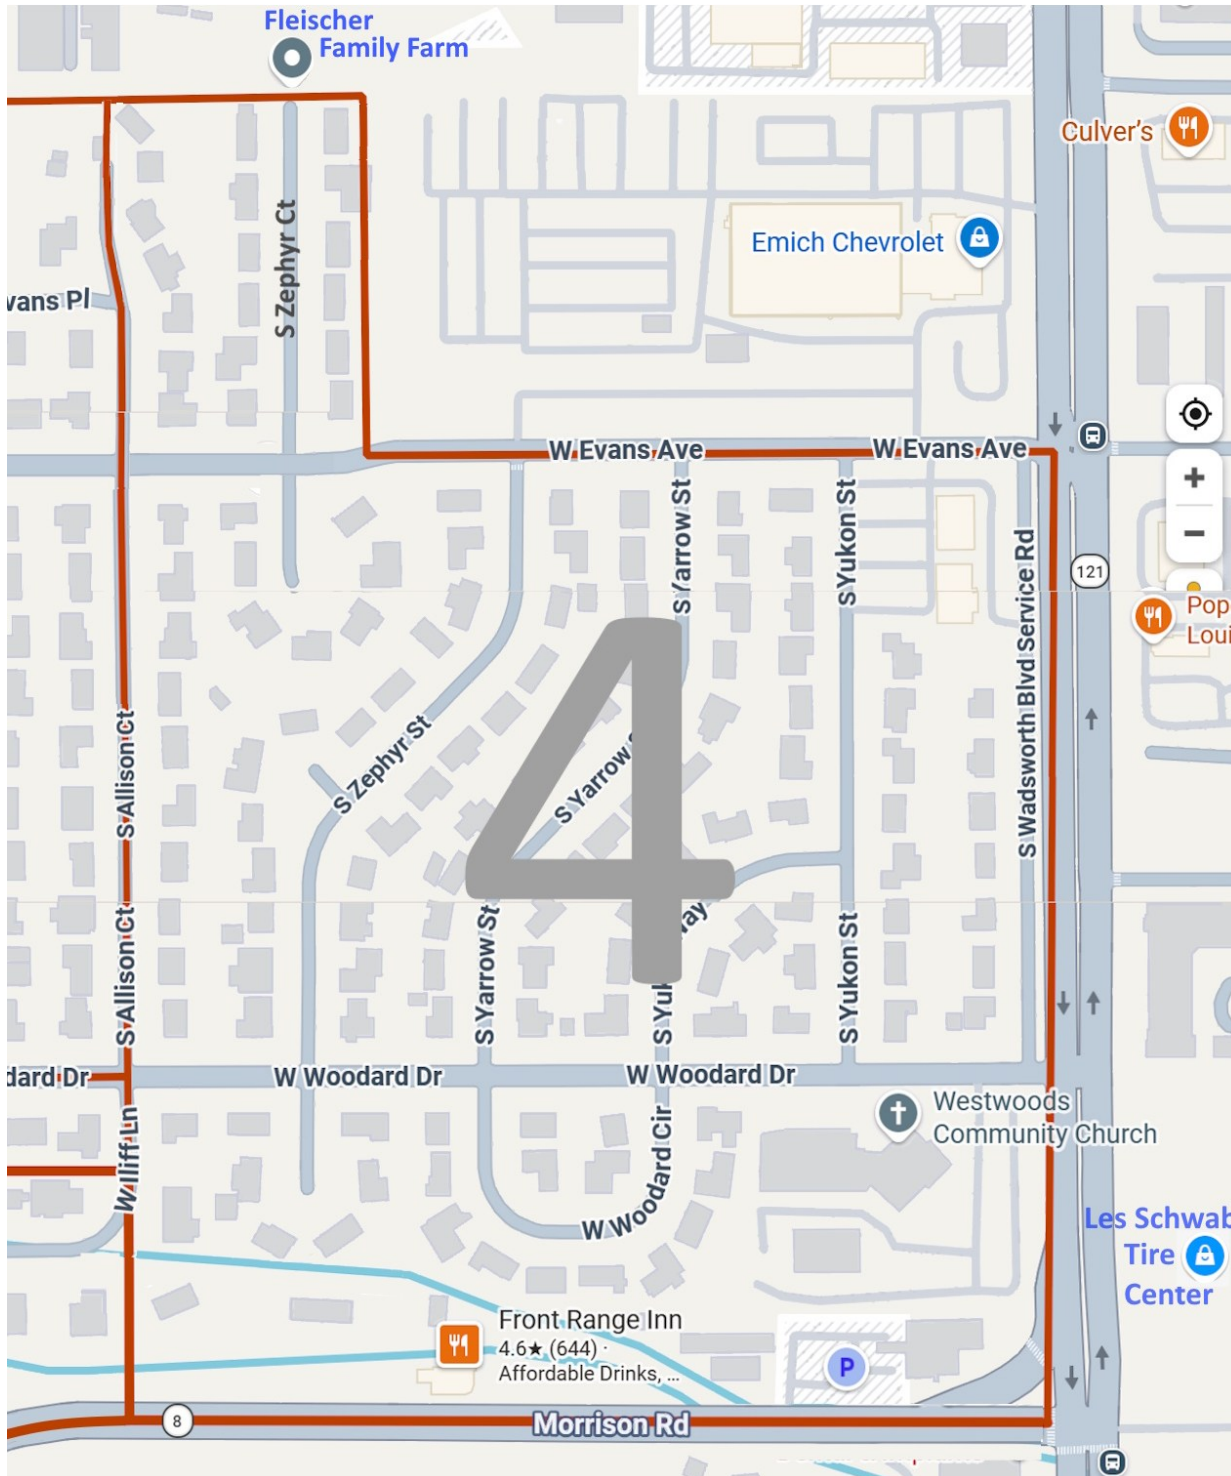 Fleischer
Family Farm
Culver's
S Zephyr Ct
Emich Chevrolet
vans Pl
W Evans Ave
W Evans Ave
S Yarrow St
S Yukon St
S Wadsworth Blvd Service Rd
121
Pop
Loui
S Allison Ct
S Zephyr St
S Yarrow S
4
S Allison Ct
S Yarrow St
S Yuk
Way
S Yukon St
dard Dr
W Woodard Dr
W Woodard Dr
Westwoods
Community Church
W Iliff Ln
W Woodard Cir
Les Schwab
Tire
Center
Front Range Inn
4.6★ (644) ·
Affordable Drinks, ...
P
8
Morrison Rd